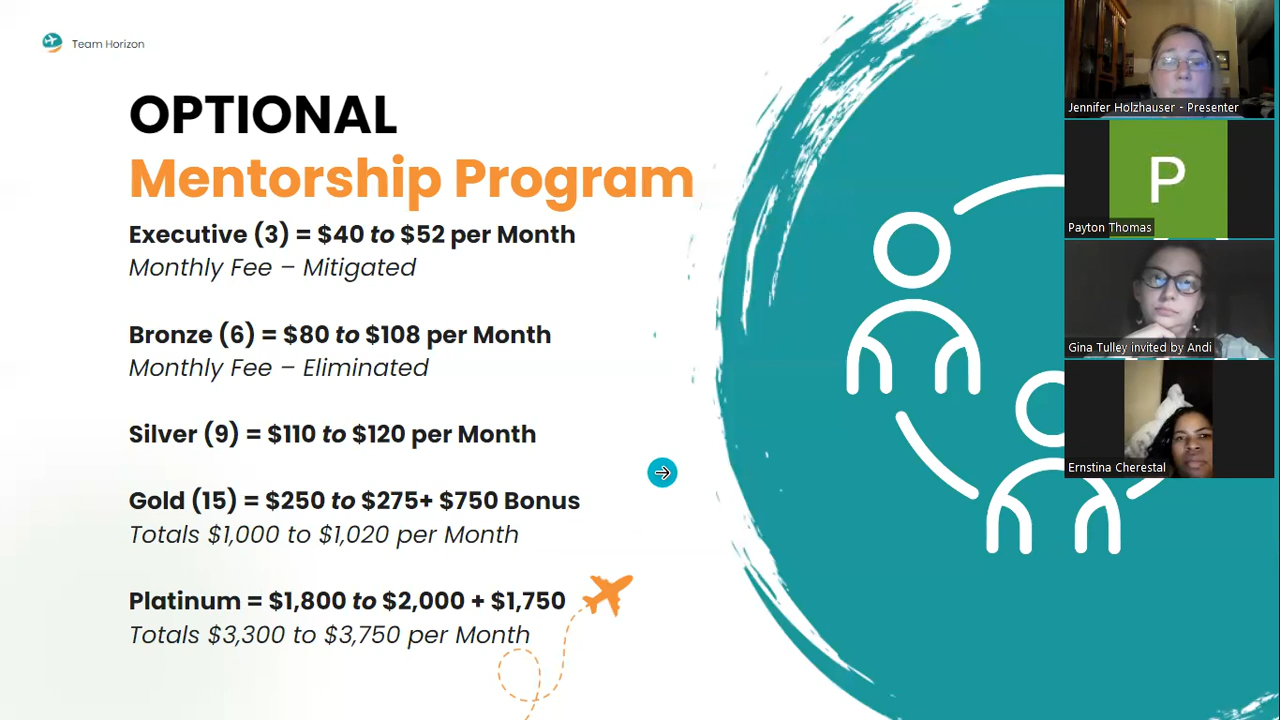 Team Horizon
OPTIONAL
Mentorship Program
Executive (3) = $40 to $52 per Month
Monthly Fee – Mitigated
Bronze (6) = $80 to $108 per Month
Monthly Fee – Eliminated
Silver (9) = $110 to $120 per Month
Gold (15) = $250 to $275+ $750 Bonus
Totals $1,000 to $1,020 per Month
Platinum = $1,800 to $2,000 + $1,750
Totals $3,300 to $3,750 per Month
Jennifer Holzhauser - Presenter
P
Payton Thomas
Gina Tulley invited by Andi
Ernstina Cherestal